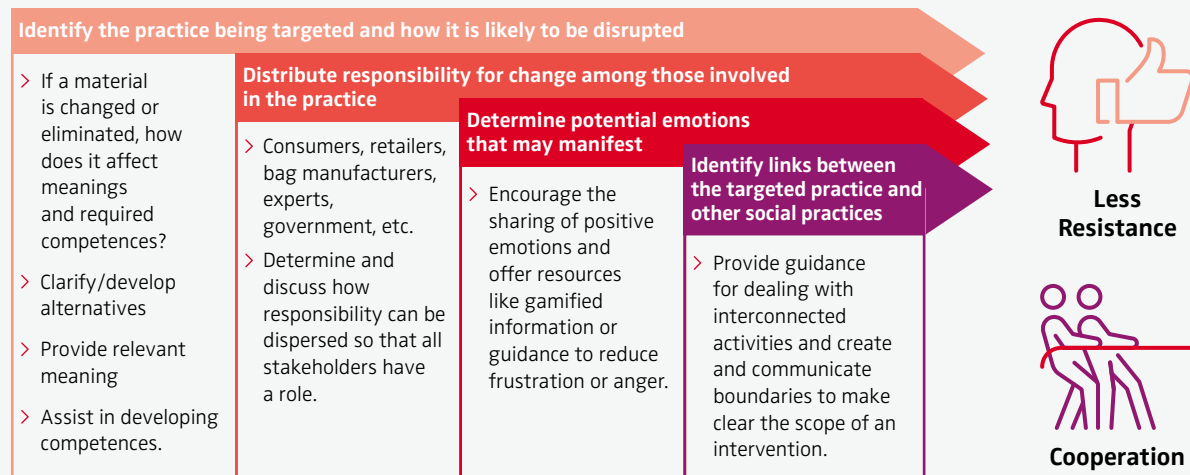 Identify the practice being targeted and how it is likely to be disrupted
> If a material
is changed or
eliminated, how
does it affect
meanings
and required
competences?
> Clarify/develop
alternatives
> Provide relevant
meaning
> Assist in developing
competences.
Distribute responsibility for change among those involved
in the practice
> Consumers, retailers,
bag manufacturers,
experts,
government, etc.
> Determine and
discuss how
responsibility can be
dispersed so that all
stakeholders have
a role.
Determine potential emotions
that may manifest
> Encourage the
sharing of positive
emotions and
offer resources
like gamified
information or
guidance to reduce
frustration or anger.
Identify links between
the targeted practice and
other social practices
> Provide guidance
for dealing with
interconnected
activities and create
and communicate
boundaries to make
clear the scope of an
intervention.
Less
Resistance
Cooperation